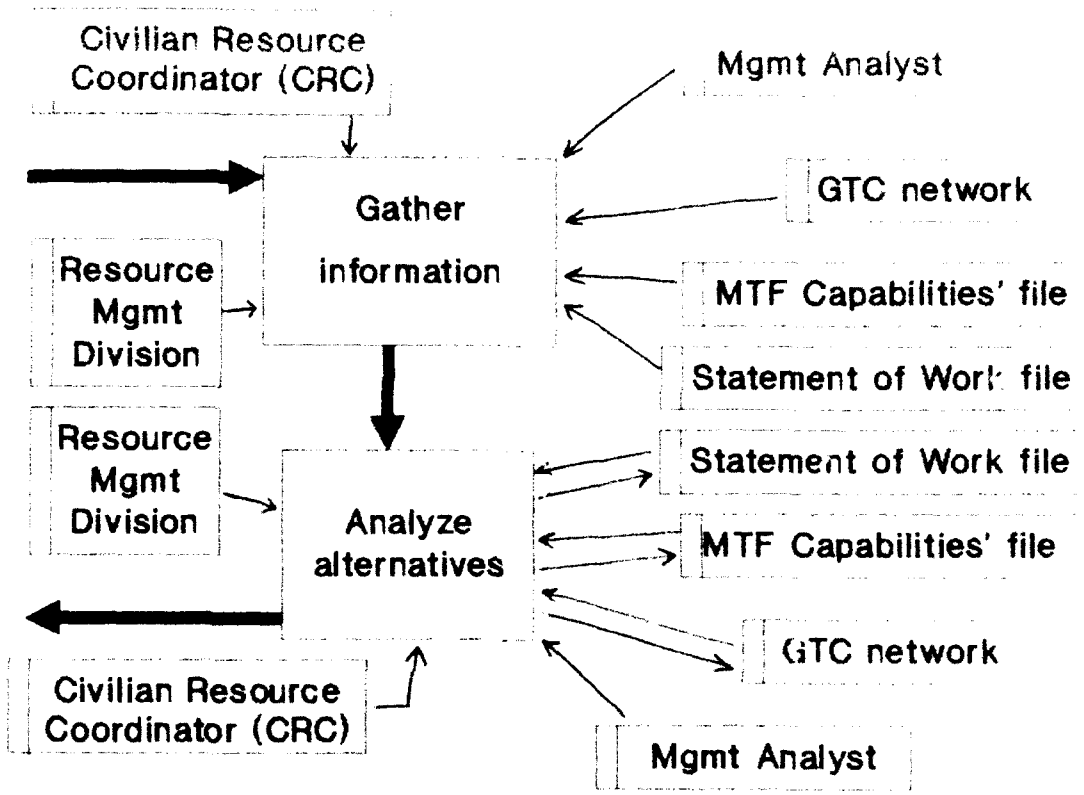 Civilian Resource
Coordinator (CRC)
Mgmt Analyst
Gather
information
GTC network
Resource
Mgmt
Division
MTF Capabilities' file
Statement of Work file
Resource
Mgmt
Division
Statement of Work file
Analyze
alternatives
MTF Capabilities' file
GTC network
Civilian Resource
Coordinator (CRC)
Mgmt Analyst